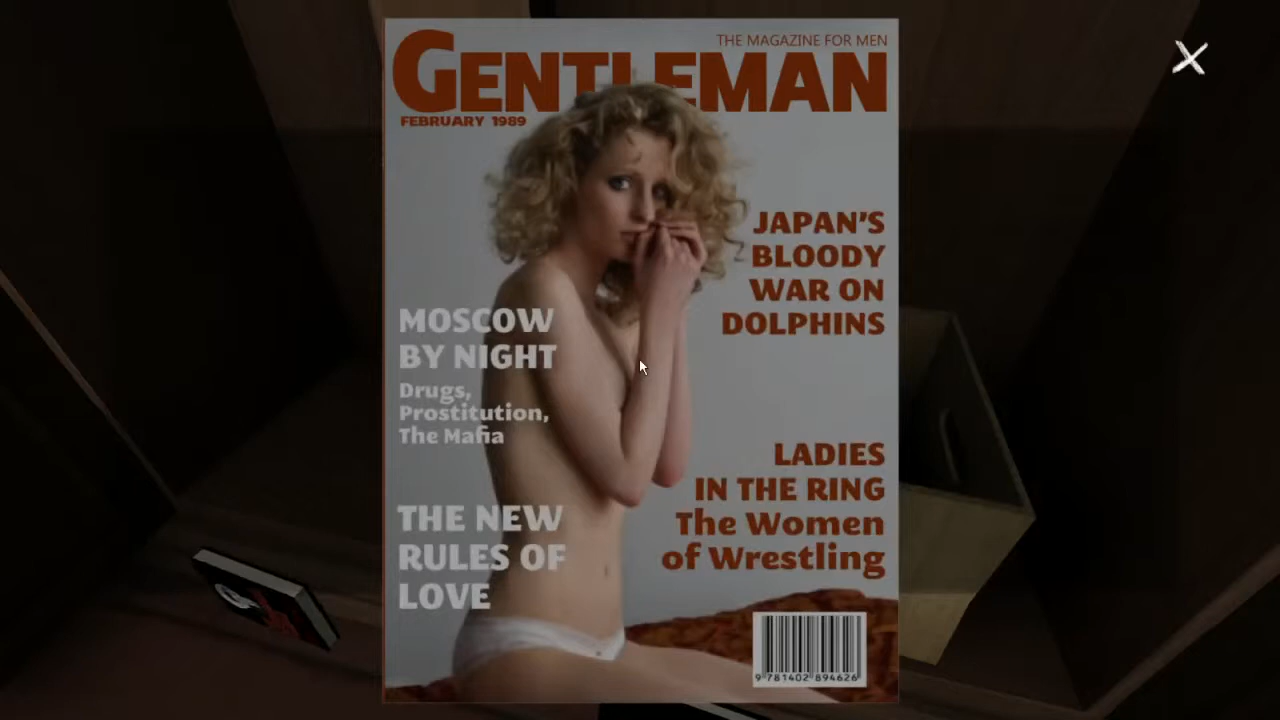 THE MAGAZINE FOR MEN
GENTLEMAN
FEBRUARY 1989
JAPAN'S
BLOODY
WAR ON
DOLPHINS
MOSCOW
BY NIGHT
Drugs,
Prostitution,
The Mafia
LADIES
IN THE RING
The Women
of Wrestling
THE NEW
RULES OF
LOVE
9 781402 894626